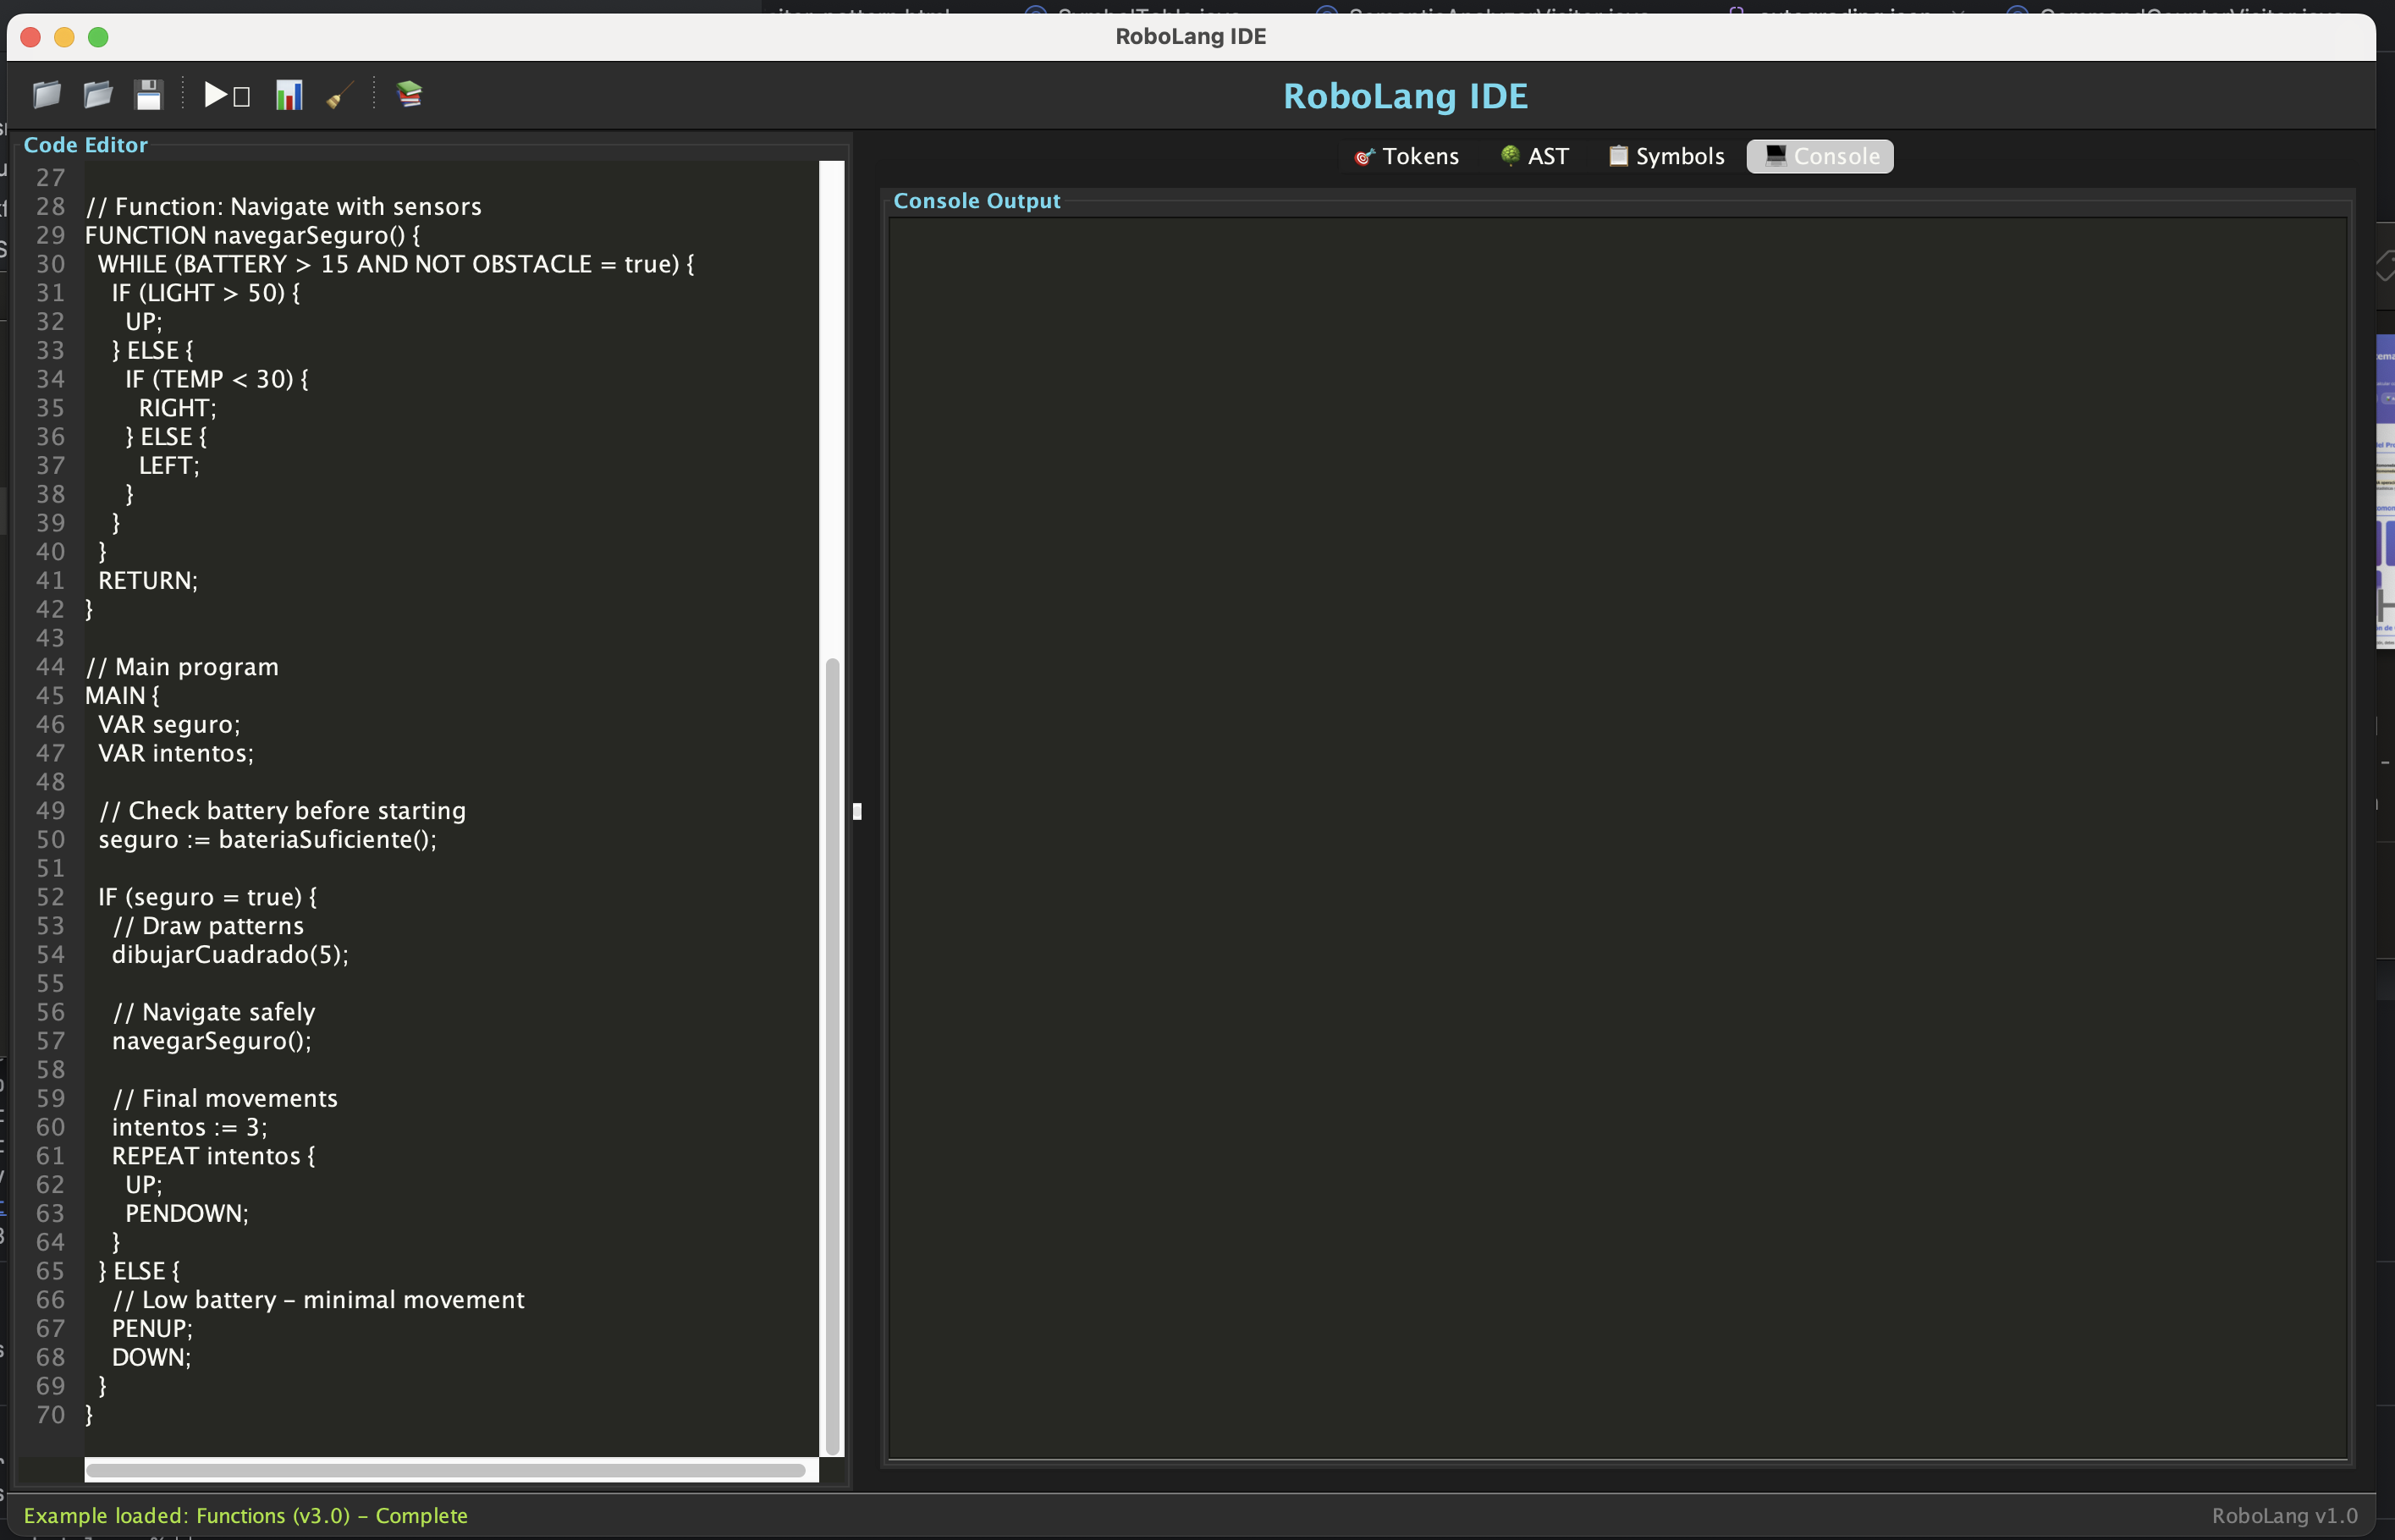 RoboLang IDE
RoboLang IDE
Code Editor
27
28 // Function: Navigate with sensors
29 FUNCTION navegarSeguro() {
30 WHILE (BATTERY > 15 AND NOT OBSTACLE = true) {
31 IF (LIGHT > 50) {
32 UP;
33 } ELSE {
34 IF (TEMP < 30) {
35 RIGHT;
36 } ELSE {
37 LEFT;
38 }
39 }
40 }
41 RETURN;
42 }
43
44 // Main program
45 MAIN {
46 VAR seguro;
47 VAR intentos;
48
49 // Check battery before starting
50 seguro := bateriaSuficiente();
51
52 IF (seguro = true) {
53 // Draw patterns
54 dibujarCuadrado(5);
55
56 // Navigate safely
57 navegarSeguro();
58
59 // Final movements
60 intentos := 3;
61 REPEAT intentos {
62 UP;
63 PENDOWN;
64 }
65 } ELSE {
66 // Low battery – minimal movement
67 PENUP;
68 DOWN;
69 }
70 }
Tokens AST Symbols Console
Console Output
Example loaded: Functions (v3.0) – Complete
RoboLang v1.0